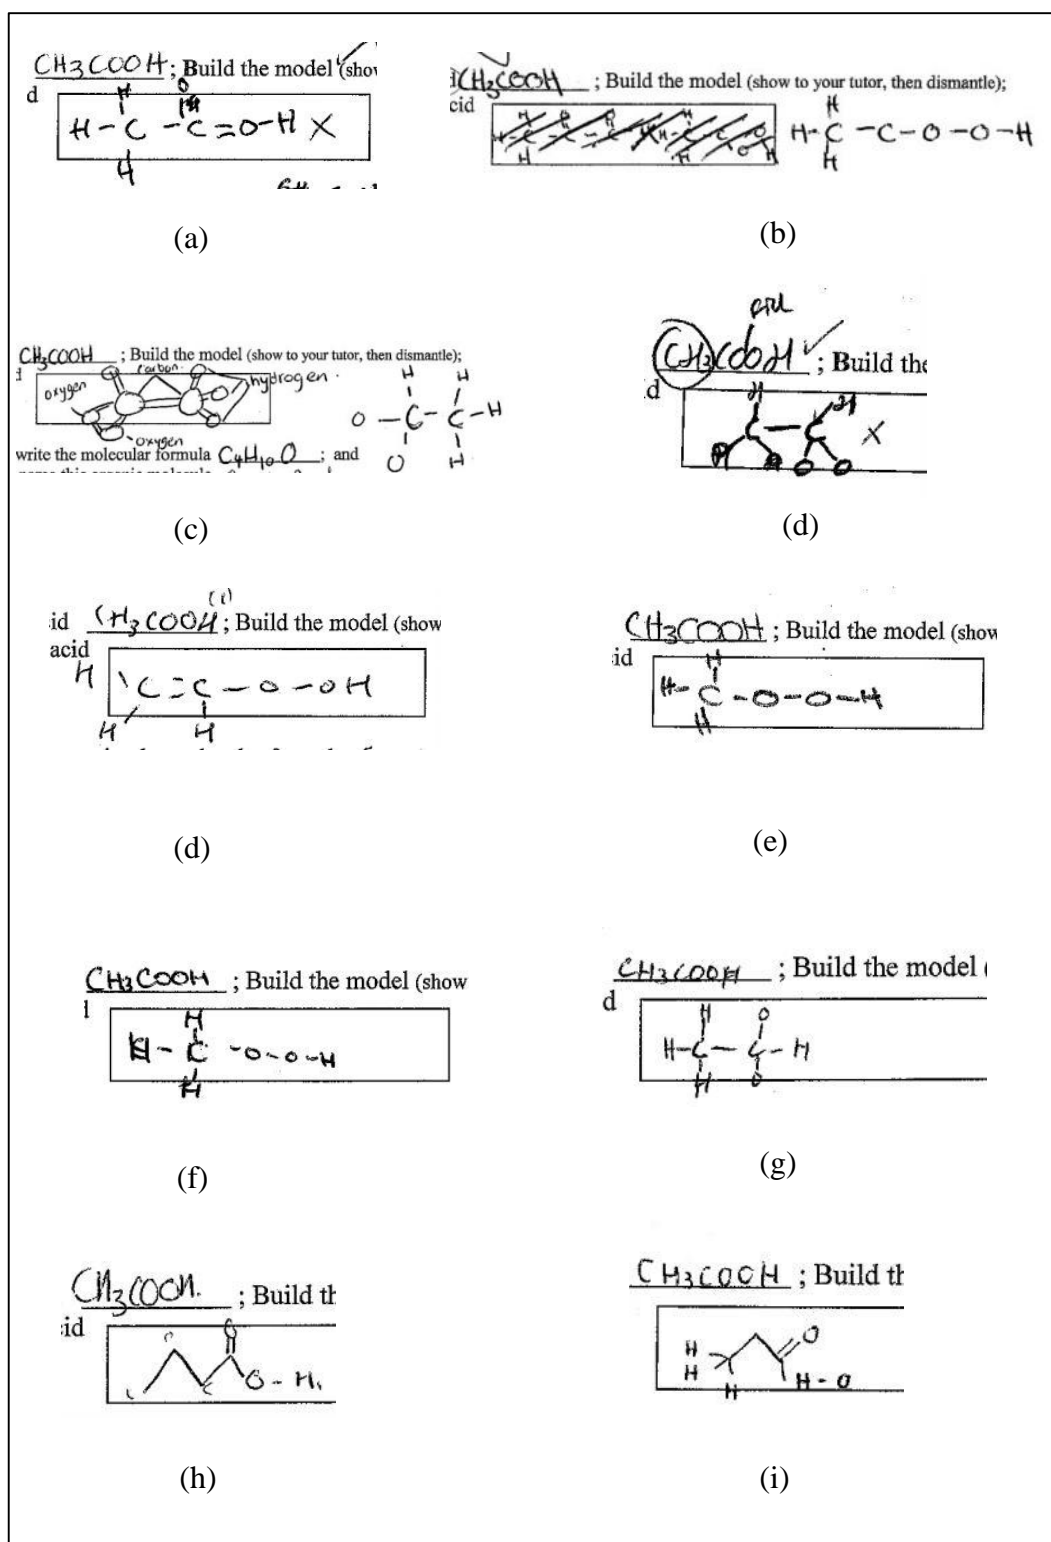 CH3COOH ; Build the model (show
d
H
O
H - C - C = O - H X
H
(a)
CH3COOH ; Build the model (show to your tutor, then dismantle);
cid
H
H - C - C - O - O - H
H
(b)
CH3COOH ; Build the model (show to your tutor, then dismantle);
carbon.
oxygen
hydrogen.
oxygen
H H
O - C - C - H
O H
write the molecular formula C4H10O ; and
(c)
CH3COOH ✓ ; Build the
d
H H
C - C X
H H O O
(d)
(1)
id CH3COOH ; Build the model (show
acid
H C = C - O - OH
H H
(d)
CH3COOH ; Build the model (show
id
H
H - C - O - O - H
H
(e)
CH3COOH ; Build the model (show
H
H - C - O - O - H
H
(f)
CH3COOH ; Build the model (
d
H O
H - C - C - H
H O
(g)
CH3COOH. ; Build th
id
O
O - H
(h)
CH3COOH ; Build th
H O
H
H H - O
(i)